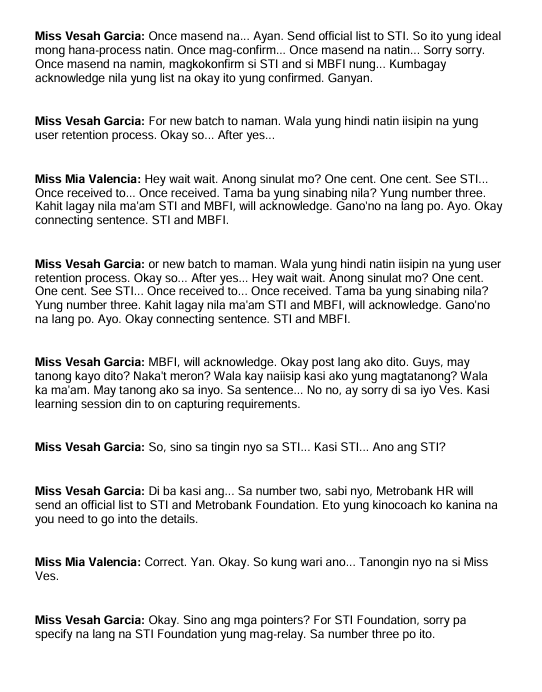 Miss Vesah Garcia: Once masend na... Ayan. Send official list to STI. So ito yung ideal
mong hana-process natin. Once mag-confirm... Once masend na natin... Sorry sorry.
Once masend na namin, magkokonfirm si STI and si MBFI nung... Kumbagay
acknowledge nila yung list na okay ito yung confirmed. Ganyan.
Miss Vesah Garcia: For new batch to naman. Wala yung hindi natin iisipin na yung
user retention process. Okay so... After yes...
Miss Mia Valencia: Hey wait wait. Anong sinulat mo? One cent. One cent. See STI...
Once received to... Once received. Tama ba yung sinabing nila? Yung number three.
Kahit lagay nila ma'am STI and MBFI, will acknowledge. Gano'no na lang po. Ayo. Okay
connecting sentence. STI and MBFI.
Miss Vesah Garcia: or new batch to maman. Wala yung hindi natin iisipin na yung user
retention process. Okay so... After yes... Hey wait wait. Anong sinulat mo? One cent.
One cent. See STI... Once received to... Once received. Tama ba yung sinabing nila?
Yung number three. Kahit lagay nila ma'am STI and MBFI, will acknowledge. Gano'no
na lang po. Ayo. Okay connecting sentence. STI and MBFI.
Miss Vesah Garcia: MBFI, will acknowledge. Okay post lang ako dito. Guys, may
tanong kayo dito? Naka't meron? Wala kay naiisip kasi ako yung magtatanong? Wala
ka ma'am. May tanong ako sa inyo. Sa sentence... No no, ay sorry di sa iyo Ves. Kasi
learning session din to on capturing requirements.
Miss Vesah Garcia: So, sino sa tingin nyo sa STI... Kasi STI... Ano ang STI?
Miss Vesah Garcia: Di ba kasi ang... Sa number two, sabi nyo, Metrobank HR will
send an official list to STI and Metrobank Foundation. Eto yung kinocoach ko kanina na
you need to go into the details.
Miss Mia Valencia: Correct. Yan. Okay. So kung wari ano... Tanongin nyo na si Miss
Ves.
Miss Vesah Garcia: Okay. Sino ang mga pointers? For STI Foundation, sorry pa
specify na lang na STI Foundation yung mag-relay. Sa number three po ito.